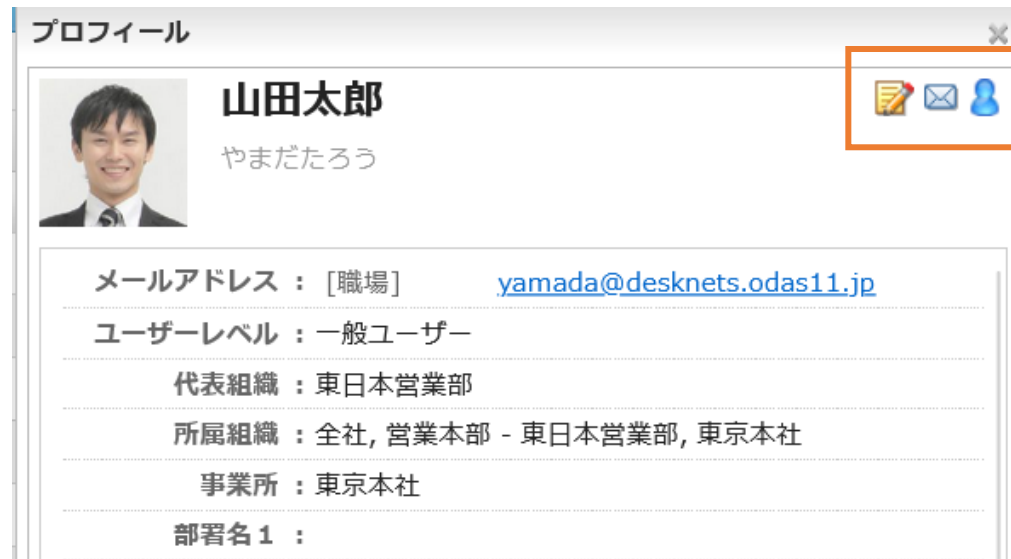 プロフィール
山田太郎
やまだたろう
メールアドレス : [職場] yamada@desknets.odas11.jp
ユーザーレベル : 一般ユーザー
代表組織 : 東日本営業部
所属組織 : 全社, 営業本部 - 東日本営業部, 東京本社
事業所 : 東京本社
部署名1 :